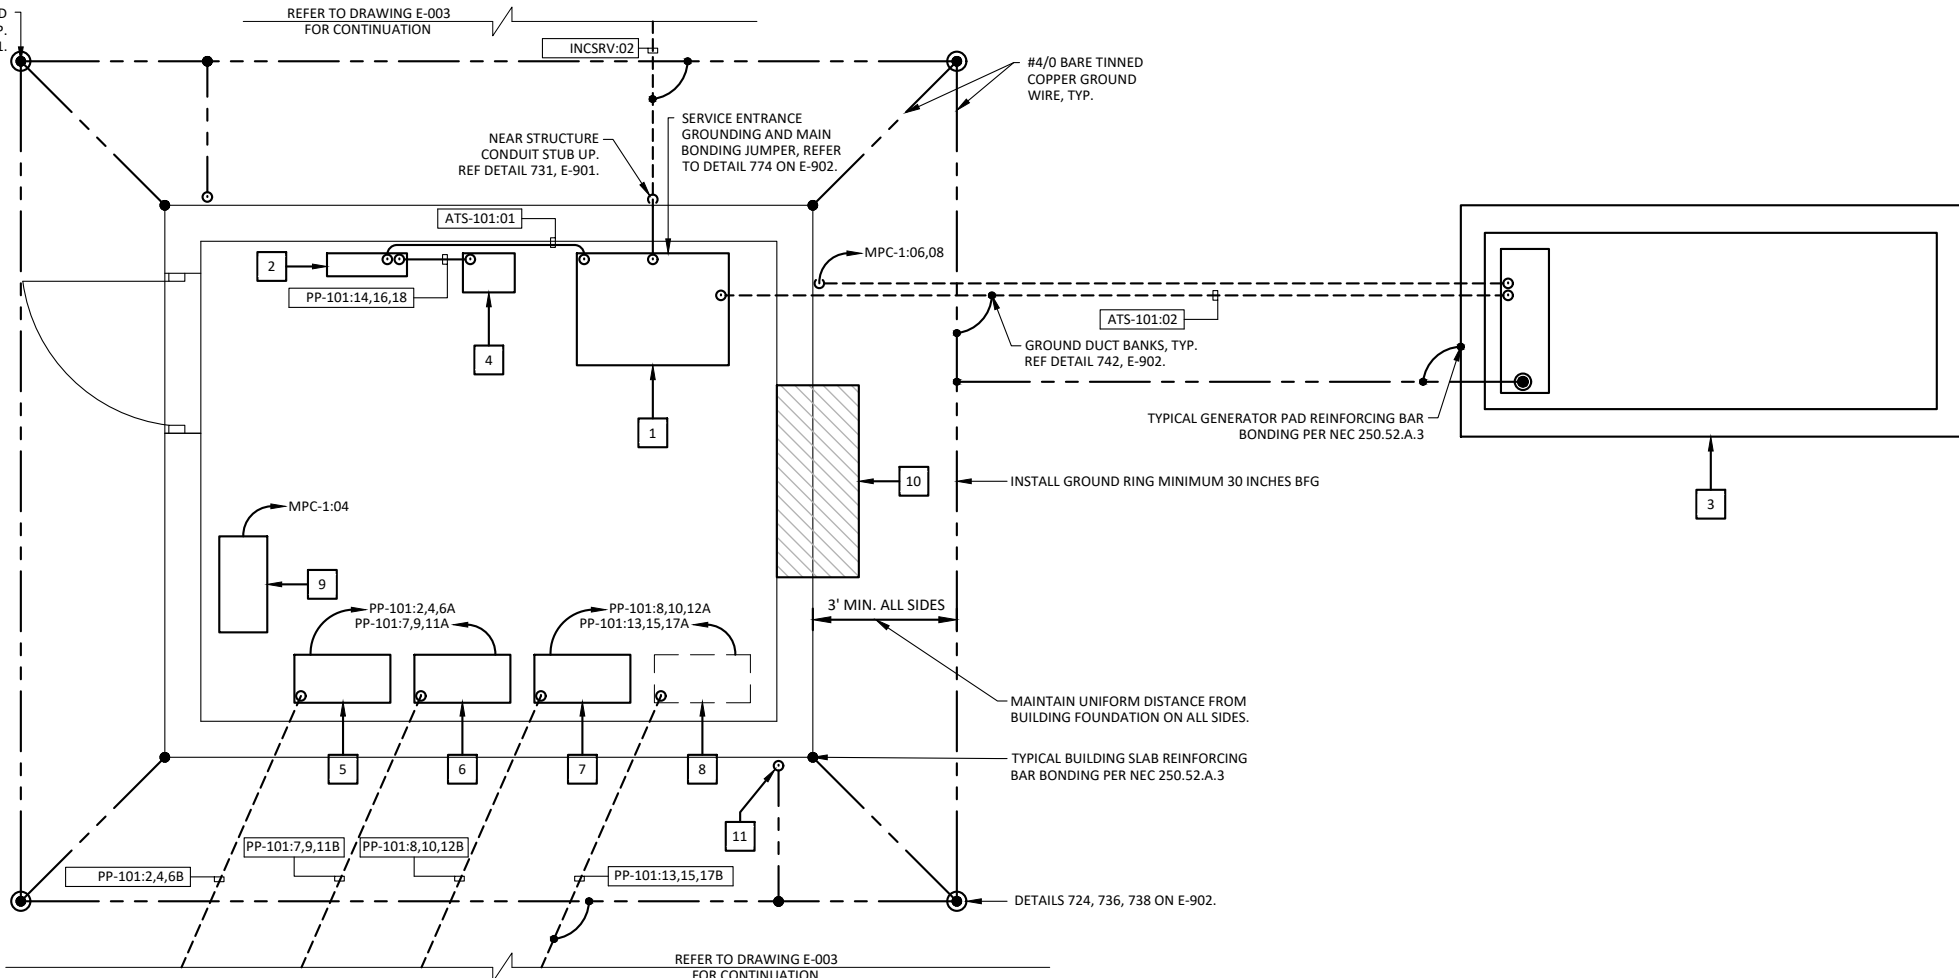 REFER TO DRAWING E-003
FOR CONTINUATION
D
P.
1.
INCSRV:02
#4/0 BARE TINNED
COPPER GROUND
WIRE, TYP.
NEAR STRUCTURE
CONDUIT STUB UP.
REF DETAIL 731, E-901.
SERVICE ENTRANCE
GROUNDING AND MAIN
BONDING JUMPER, REFER
TO DETAIL 774 ON E-902.
ATS-101:01
2
PP-101:14,16,18
4
1
MPC-1:06,08
ATS-101:02
GROUND DUCT BANKS, TYP.
REF DETAIL 742, E-902.
TYPICAL GENERATOR PAD REINFORCING BAR
BONDING PER NEC 250.52.A.3
3
10
INSTALL GROUND RING MINIMUM 30 INCHES BFG
MPC-1:04
9
PP-101:2,4,6A
PP-101:7,9,11A
PP-101:8,10,12A
PP-101:13,15,17A
3' MIN. ALL SIDES
MAINTAIN UNIFORM DISTANCE FROM
BUILDING FOUNDATION ON ALL SIDES.
5
6
7
8
TYPICAL BUILDING SLAB REINFORCING
BAR BONDING PER NEC 250.52.A.3
11
PP-101:2,4,6B
PP-101:7,9,11B
PP-101:8,10,12B
PP-101:13,15,17B
DETAILS 724, 736, 738 ON E-902.
REFER TO DRAWING E-003
FOR CONTINUATION